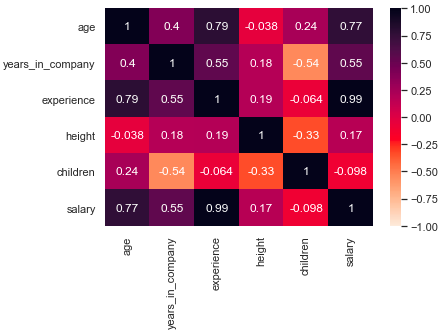 age 1 0.4 0.79 -0.038 0.24 0.77
years_in_company 0.4 1 0.55 0.18 -0.54 0.55
experience 0.79 0.55 1 0.19 -0.064 0.99
height -0.038 0.18 0.19 1 -0.33 0.17
children 0.24 -0.54 -0.064 -0.33 1 -0.098
salary 0.77 0.55 0.99 0.17 -0.098 1
age years_in_company experience height children salary
1.00
0.75
0.50
0.25
0.00
−0.25
−0.50
−0.75
−1.00